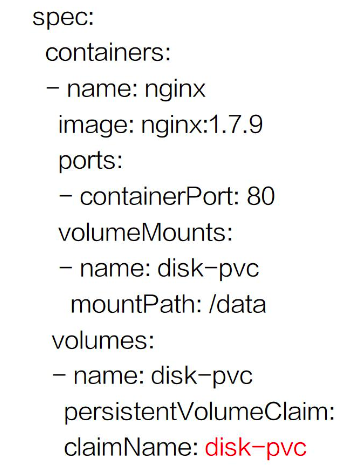 spec:
containers:
- name: nginx
image: nginx:1.7.9
ports:
- containerPort: 80
volumeMounts:
- name: disk-pvc
mountPath: /data
volumes:
- name: disk-pvc
persistentVolumeClaim:
claimName: disk-pvc